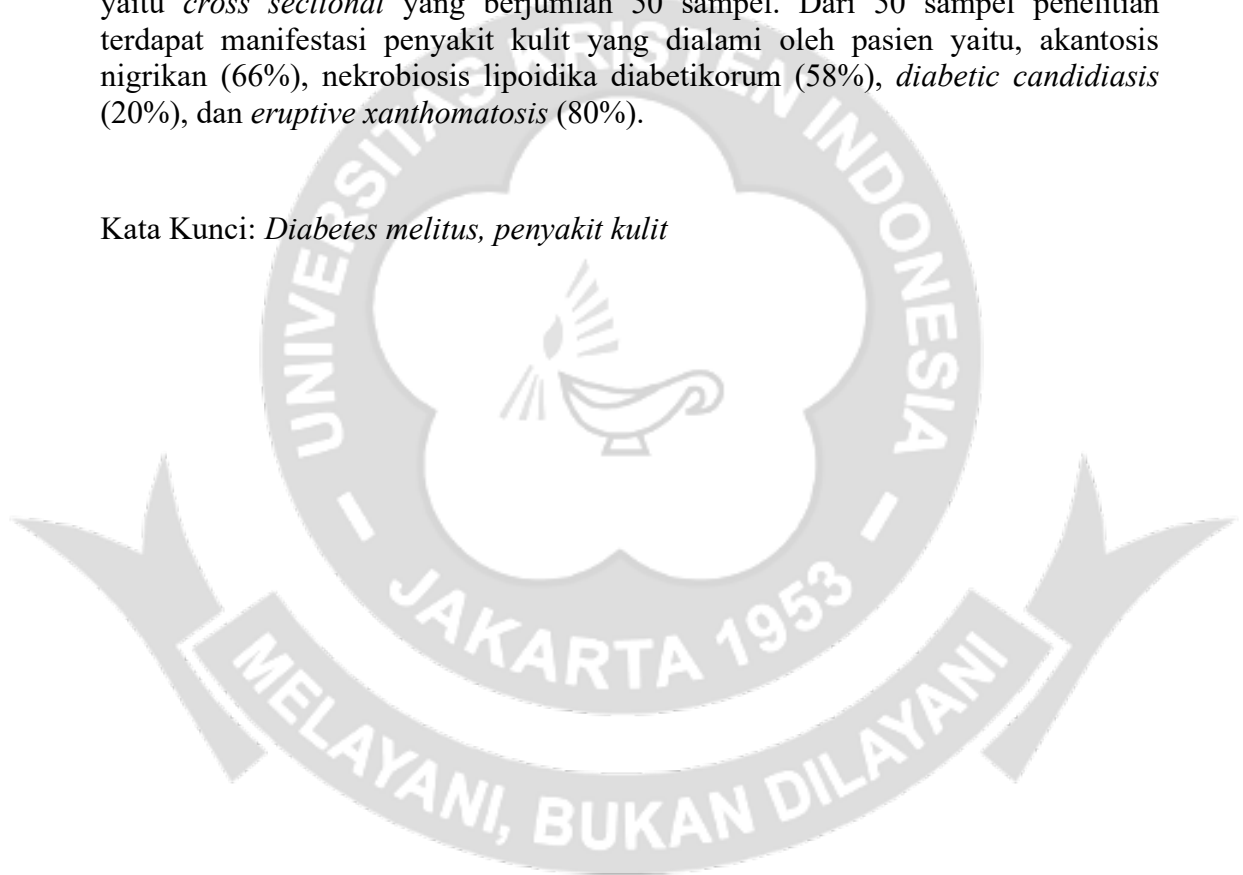 yaitu cross sectional yang berjumlah 50 sampel. Dari 50 sampel penelitian
terdapat manifestasi penyakit kulit yang dialami oleh pasien yaitu, akantosis
nigrikan (66%), nekrobiosis lipoidika diabetikorum (58%), diabetic candidiasis
(20%), dan eruptive xanthomatosis (80%).
Kata Kunci: Diabetes melitus, penyakit kulit
UNIVERSITAS KRISTEN INDONESIA
JAKARTA 1953
MELAYANI, BUKAN DILAYANI